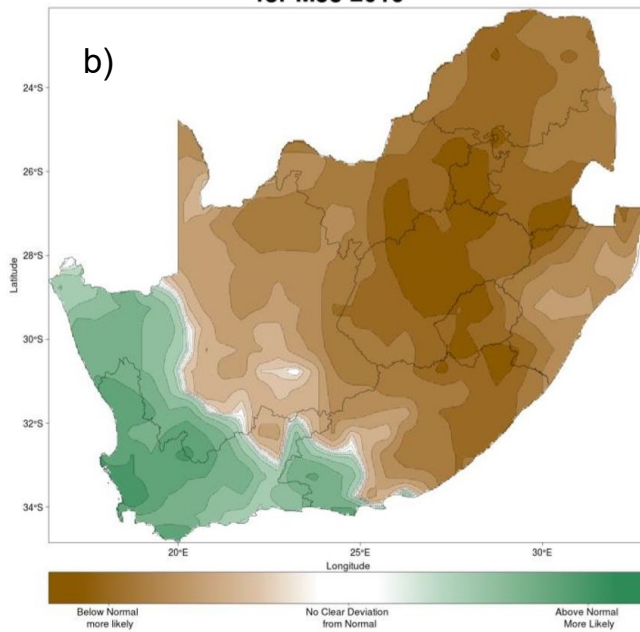 b)
24°S
26°S
28°S
30°S
32°S
34°S
Latitude
20°E
25°E
30°E
Longitude
Below Normal
more likely
No Clear Deviation
from Normal
Above Normal
More Likely